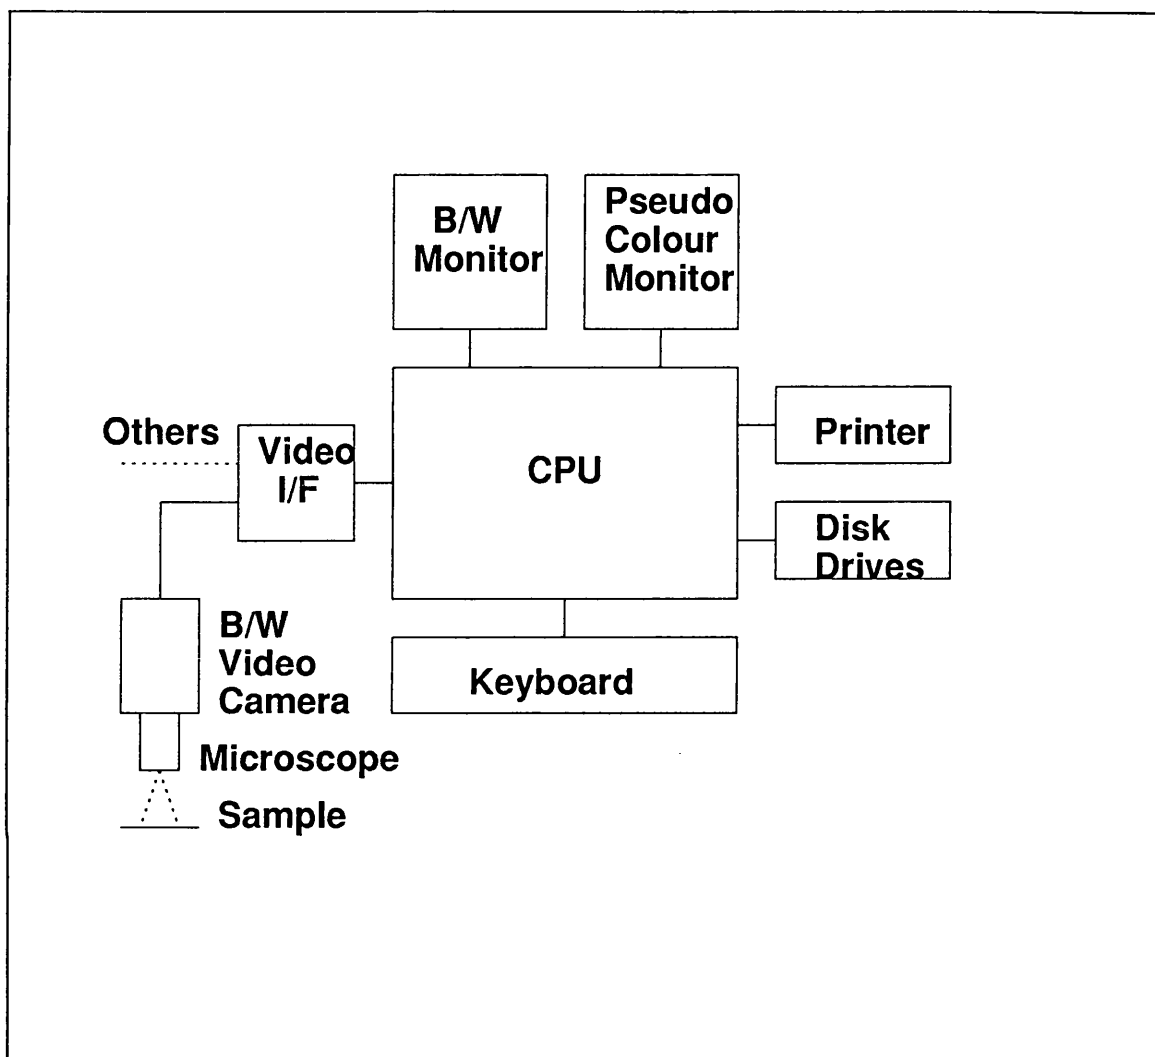 B/W
Monitor
Pseudo
Colour
Monitor
Others
Video
I/F
CPU
Printer
Disk
Drives
B/W
Video
Camera
Keyboard
Microscope
Sample